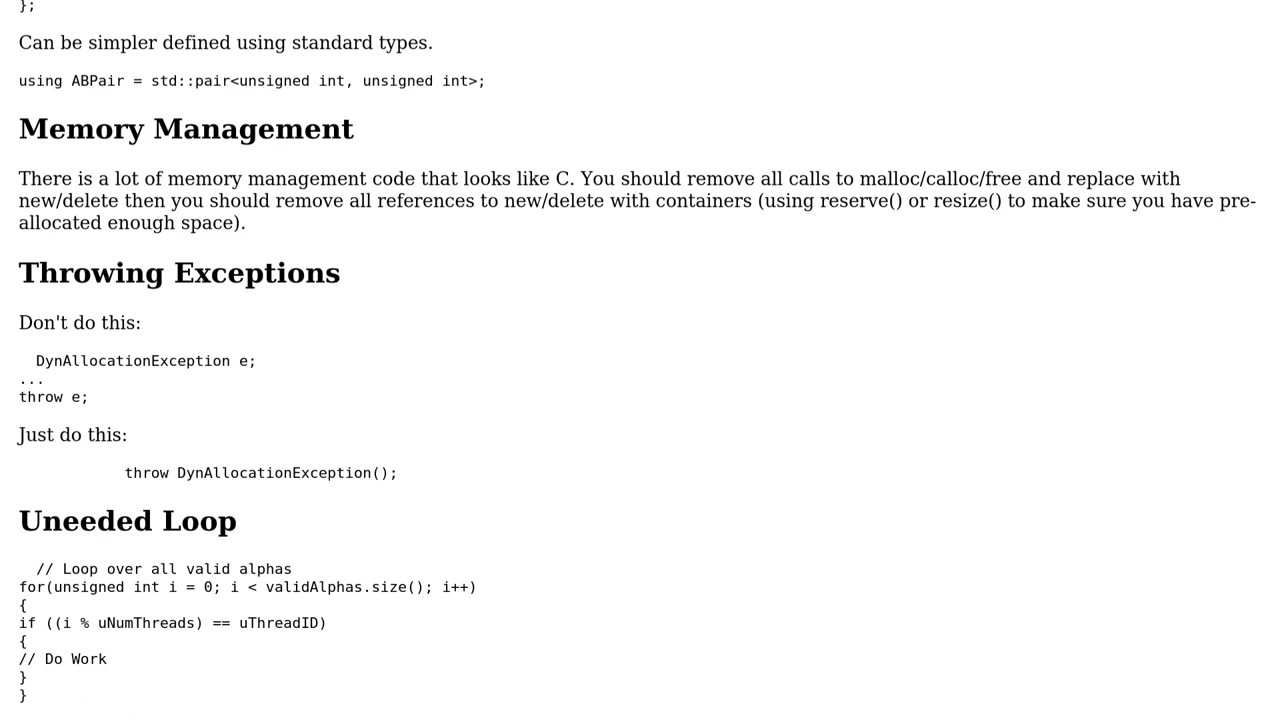 };
Can be simpler defined using standard types.
using ABPair = std::pair<unsigned int, unsigned int>;
Memory Management
There is a lot of memory management code that looks like C. You should remove all calls to malloc/calloc/free and replace with
new/delete then you should remove all references to new/delete with containers (using reserve() or resize() to make sure you have pre-
allocated enough space).
Throwing Exceptions
Don't do this:
  DynAllocationException e;
...
throw e;
Just do this:
            throw DynAllocationException();
Uneeded Loop
  // Loop over all valid alphas
for(unsigned int i = 0; i < validAlphas.size(); i++)
{
if ((i % uNumThreads) == uThreadID)
{
// Do Work
}
}